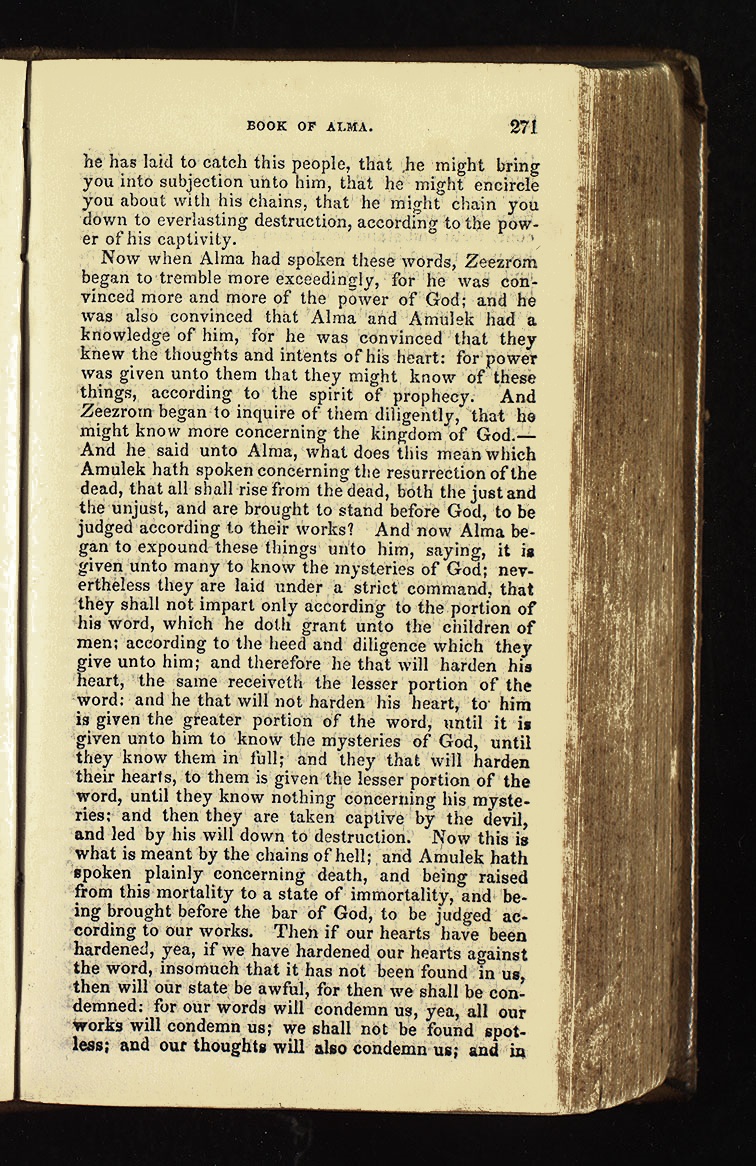 BOOK OF ALMA. 271
he has laid to catch this people, that he might bring
you into subjection unto him, that he might encircle
you about with his chains, that he might chain you
down to everlasting destruction, according to the pow-
er of his captivity.
Now when Alma had spoken these words, Zeezrom
began to tremble more exceedingly, for he was con-
vinced more and more of the power of God; and he
was also convinced that Alma and Amulek had a
knowledge of him, for he was convinced that they
knew the thoughts and intents of his heart: for power
was given unto them that they might know of these
things, according to the spirit of prophecy. And
Zeezrom began to inquire of them diligently, that he
might know more concerning the kingdom of God.—
And he said unto Alma, what does this mean which
Amulek hath spoken concerning the resurrection of the
dead, that all shall rise from the dead, both the just and
the unjust, and are brought to stand before God, to be
judged according to their works? And now Alma be-
gan to expound these things unto him, saying, it is
given unto many to know the mysteries of God; nev-
ertheless they are laid under a strict command, that
they shall not impart only according to the portion of
his word, which he doth grant unto the children of
men; according to the heed and diligence which they
give unto him; and therefore he that will harden his
heart, the same receiveth the lesser portion of the
word: and he that will not harden his heart, to him
is given the greater portion of the word, until it is
given unto him to know the mysteries of God, until
they know them in full; and they that will harden
their hearts, to them is given the lesser portion of the
word, until they know nothing concerning his myste-
ries; and then they are taken captive by the devil,
and led by his will down to destruction. Now this is
what is meant by the chains of hell; and Amulek hath
spoken plainly concerning death, and being raised
from this mortality to a state of immortality, and be-
ing brought before the bar of God, to be judged ac-
cording to our works. Then if our hearts have been
hardened, yea, if we have hardened our hearts against
the word, insomuch that it has not been found in us,
then will our state be awful, for then we shall be con-
demned: for our words will condemn us, yea, all our
works will condemn us; we shall not be found spot-
less; and our thoughts will also condemn us; and in